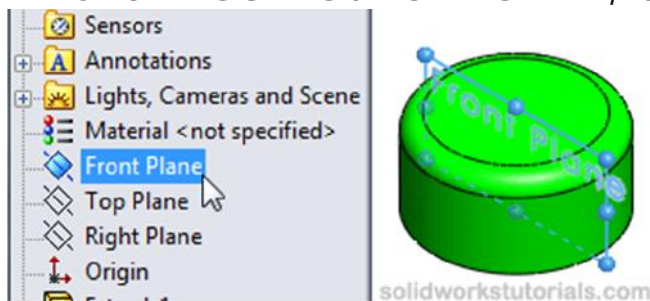 Sensors
Annotations
Lights, Cameras and Scene
Material <not specified>
Front Plane
Top Plane
Right Plane
Origin
Front Plane
solidworkstutorials.com